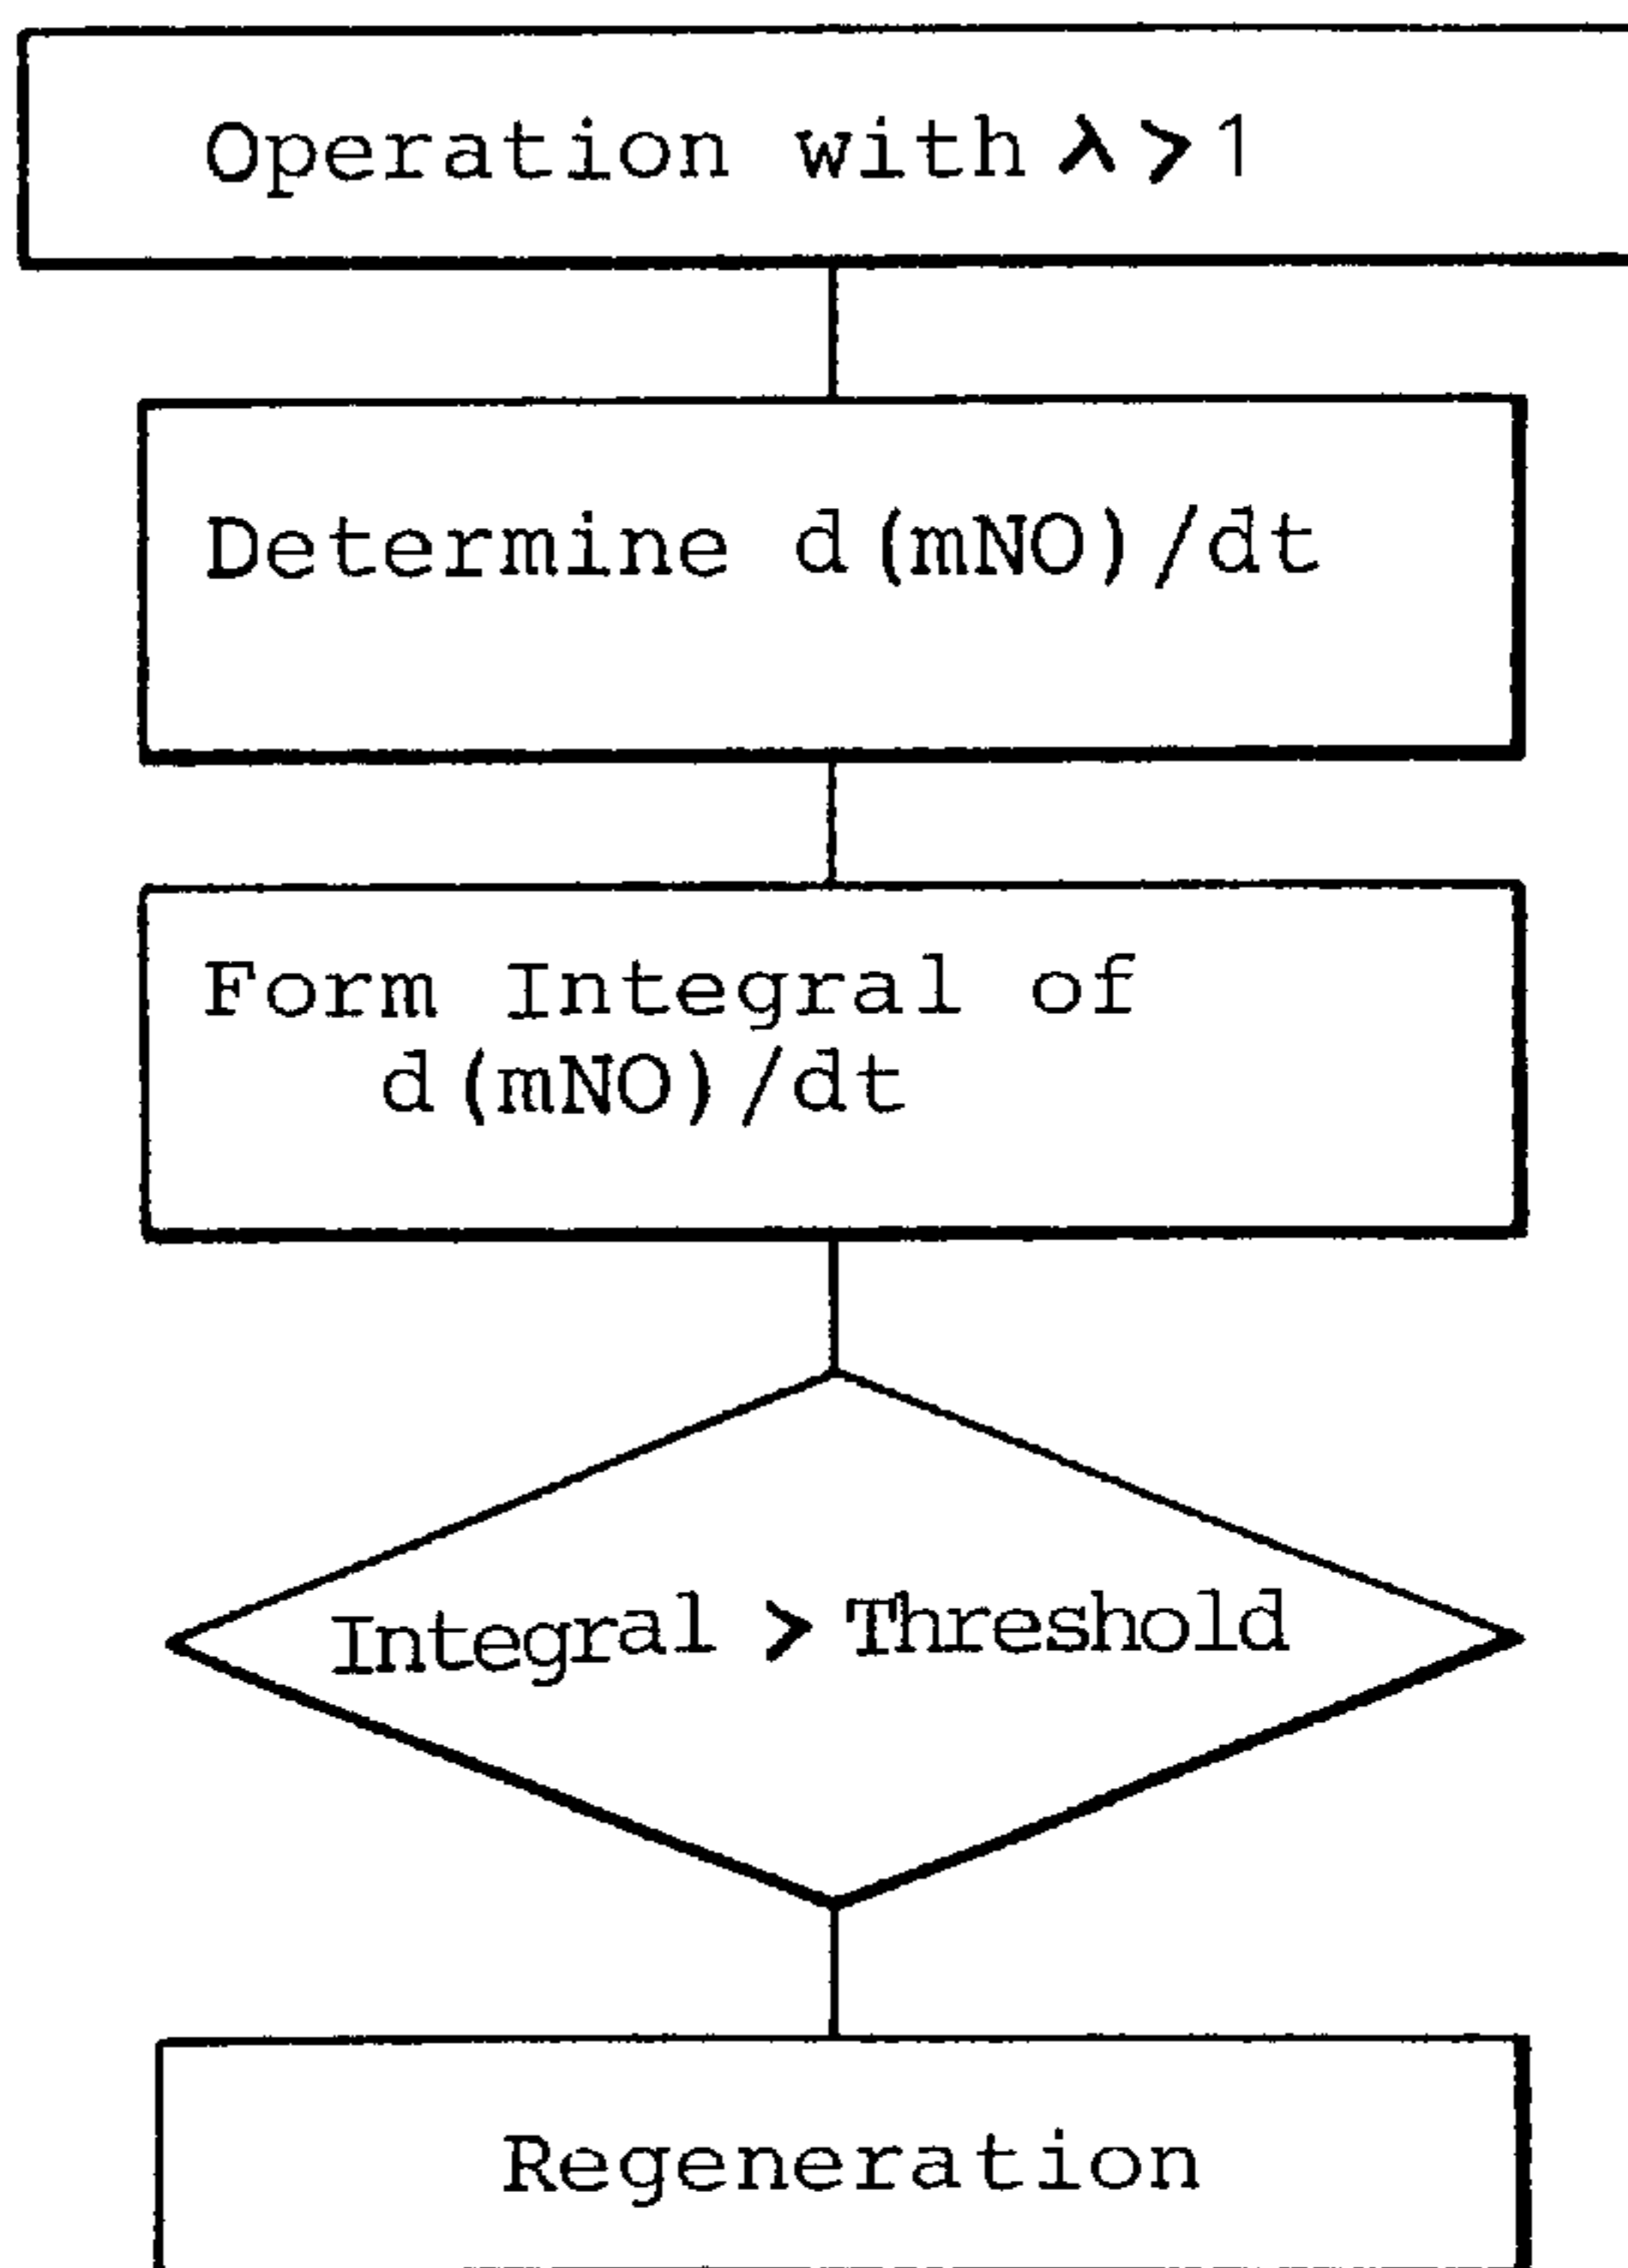 Operation with λ > 1
Determine d(mNO)/dt
Form Integral of
d(mNO)/dt
Integral > Threshold
Regeneration